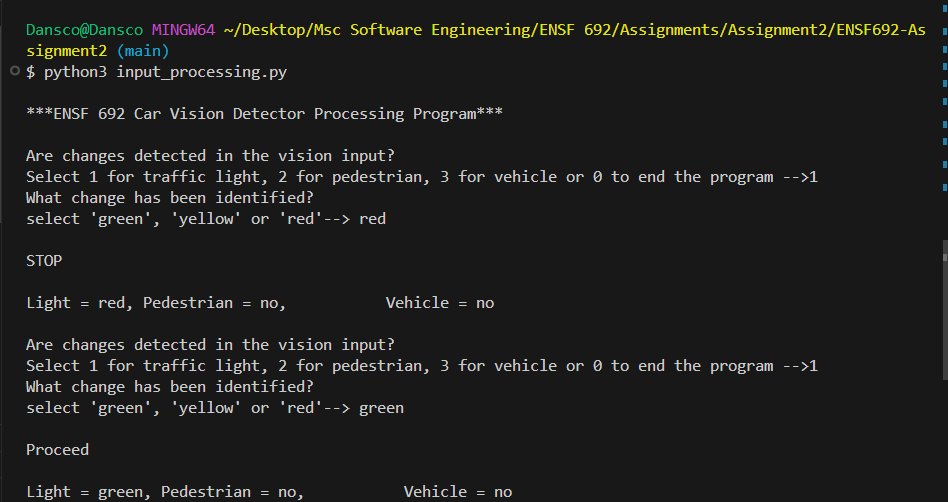 Dansco@Dansco MINGW64 ~/Desktop/Msc Software Engineering/ENSF 692/Assignments/Assignment2/ENSF692-As
signment2 (main)
$ python3 input_processing.py
***ENSF 692 Car Vision Detector Processing Program***
Are changes detected in the vision input?
Select 1 for traffic light, 2 for pedestrian, 3 for vehicle or 0 to end the program -->1
What change has been identified?
select 'green', 'yellow' or 'red'--> red
STOP
Light = red, Pedestrian = no,           Vehicle = no
Are changes detected in the vision input?
Select 1 for traffic light, 2 for pedestrian, 3 for vehicle or 0 to end the program -->1
What change has been identified?
select 'green', 'yellow' or 'red'--> green
Proceed
Light = green, Pedestrian = no,           Vehicle = no